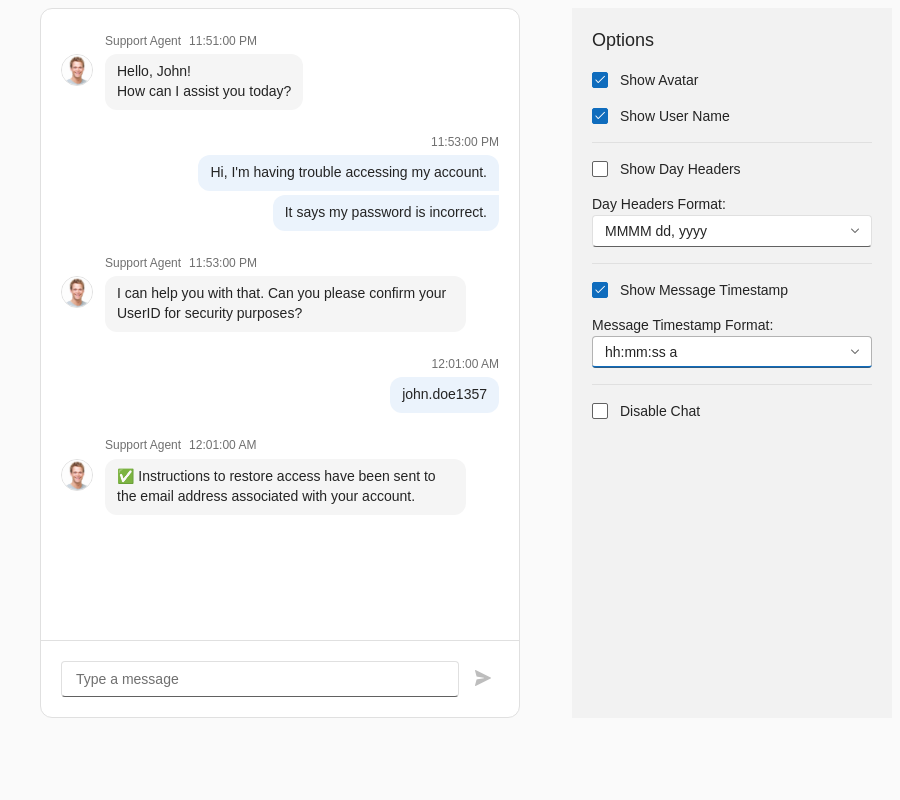 Support Agent 11:51:00 PM
Hello, John!
How can I assist you today?
11:53:00 PM
Hi, I'm having trouble accessing my account.
It says my password is incorrect.
Support Agent 11:53:00 PM
I can help you with that. Can you please confirm your
UserID for security purposes?
12:01:00 AM
john.doe1357
Support Agent 12:01:00 AM
✅ Instructions to restore access have been sent to
the email address associated with your account.
Type a message
Options
Show Avatar
Show User Name
Show Day Headers
Day Headers Format:
MMMM dd, yyyy
Show Message Timestamp
Message Timestamp Format:
hh:mm:ss a
Disable Chat